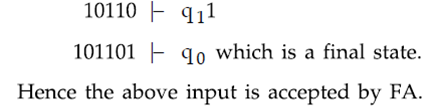 10110 ⊢ q₁1
101101 ⊢ q₀ which is a final state.
Hence the above input is accepted by FA.